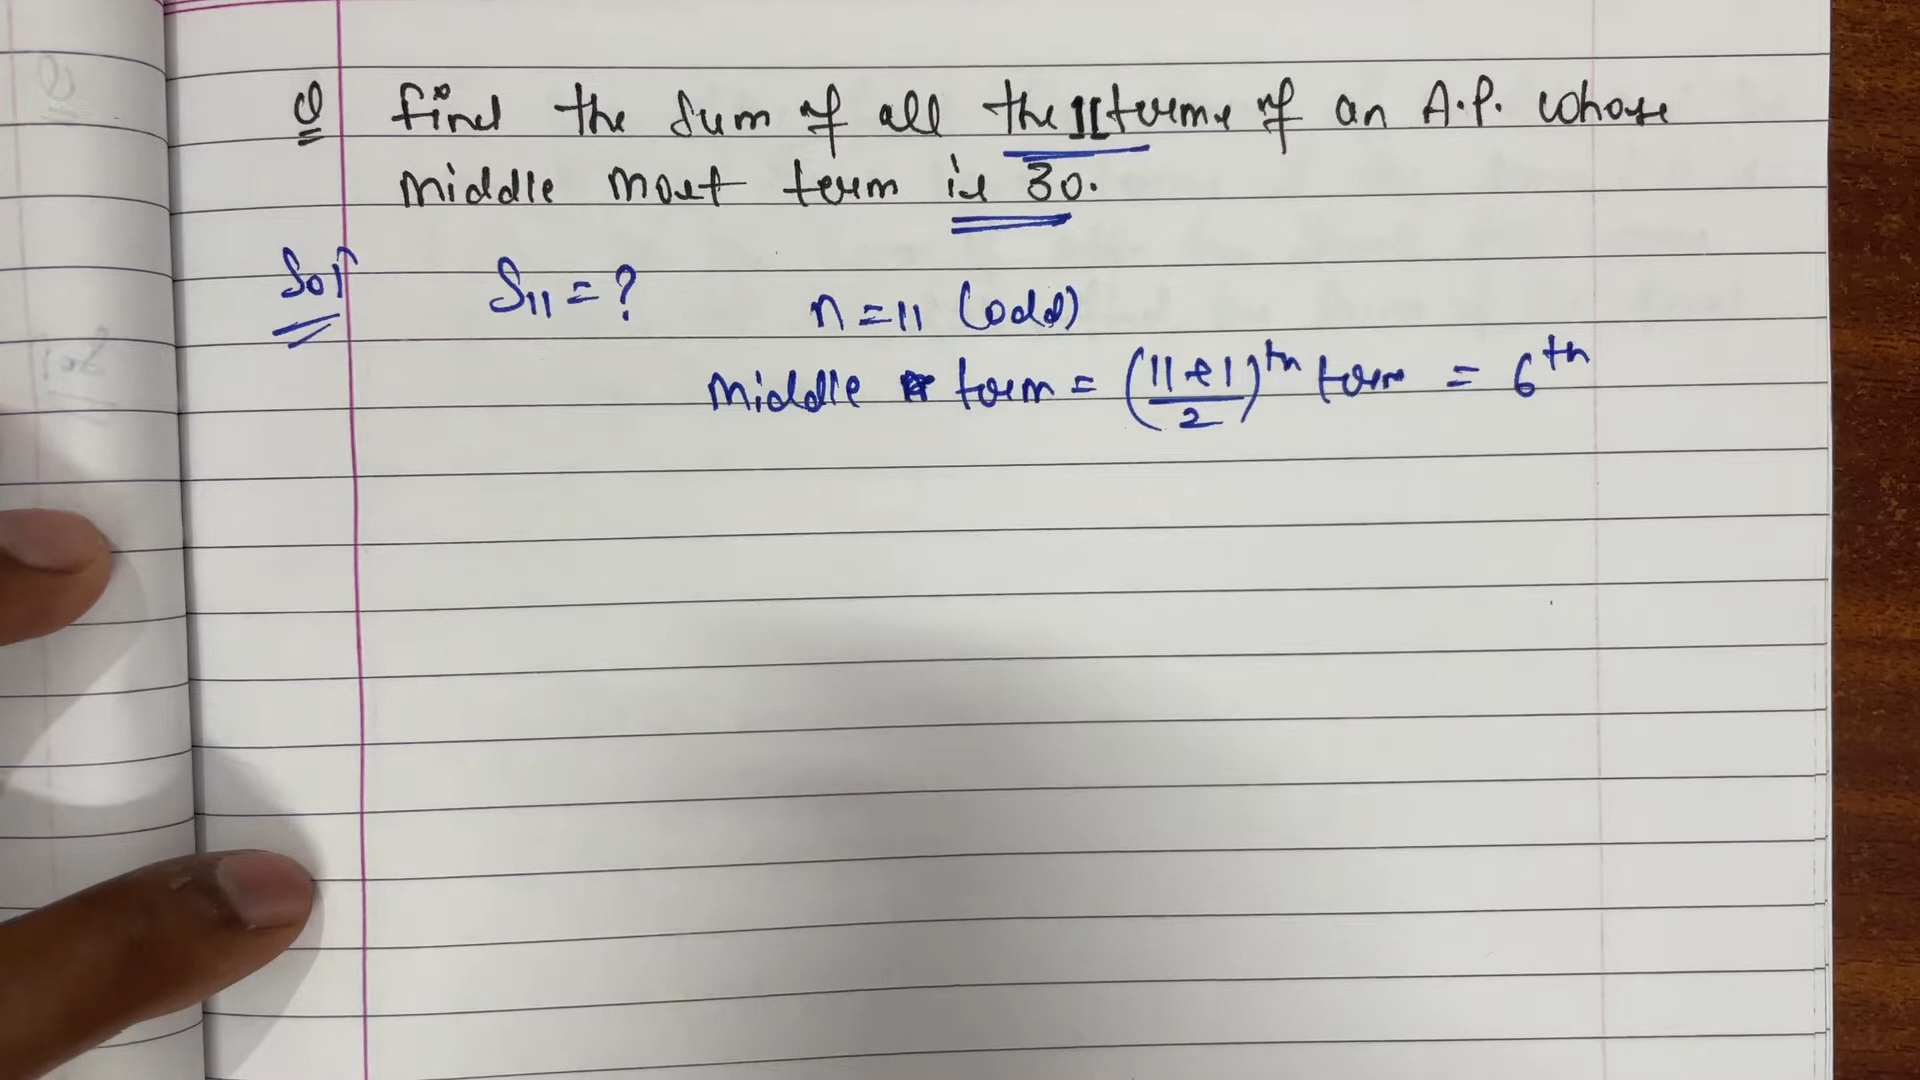 Q find the sum of all the 11 terms of an A.P. whose
middle most term is 30.
Sol S₁₁ = ? n = 11 (odd)
middle term = ((11+1)/2)ᵗʰ term = 6ᵗʰ